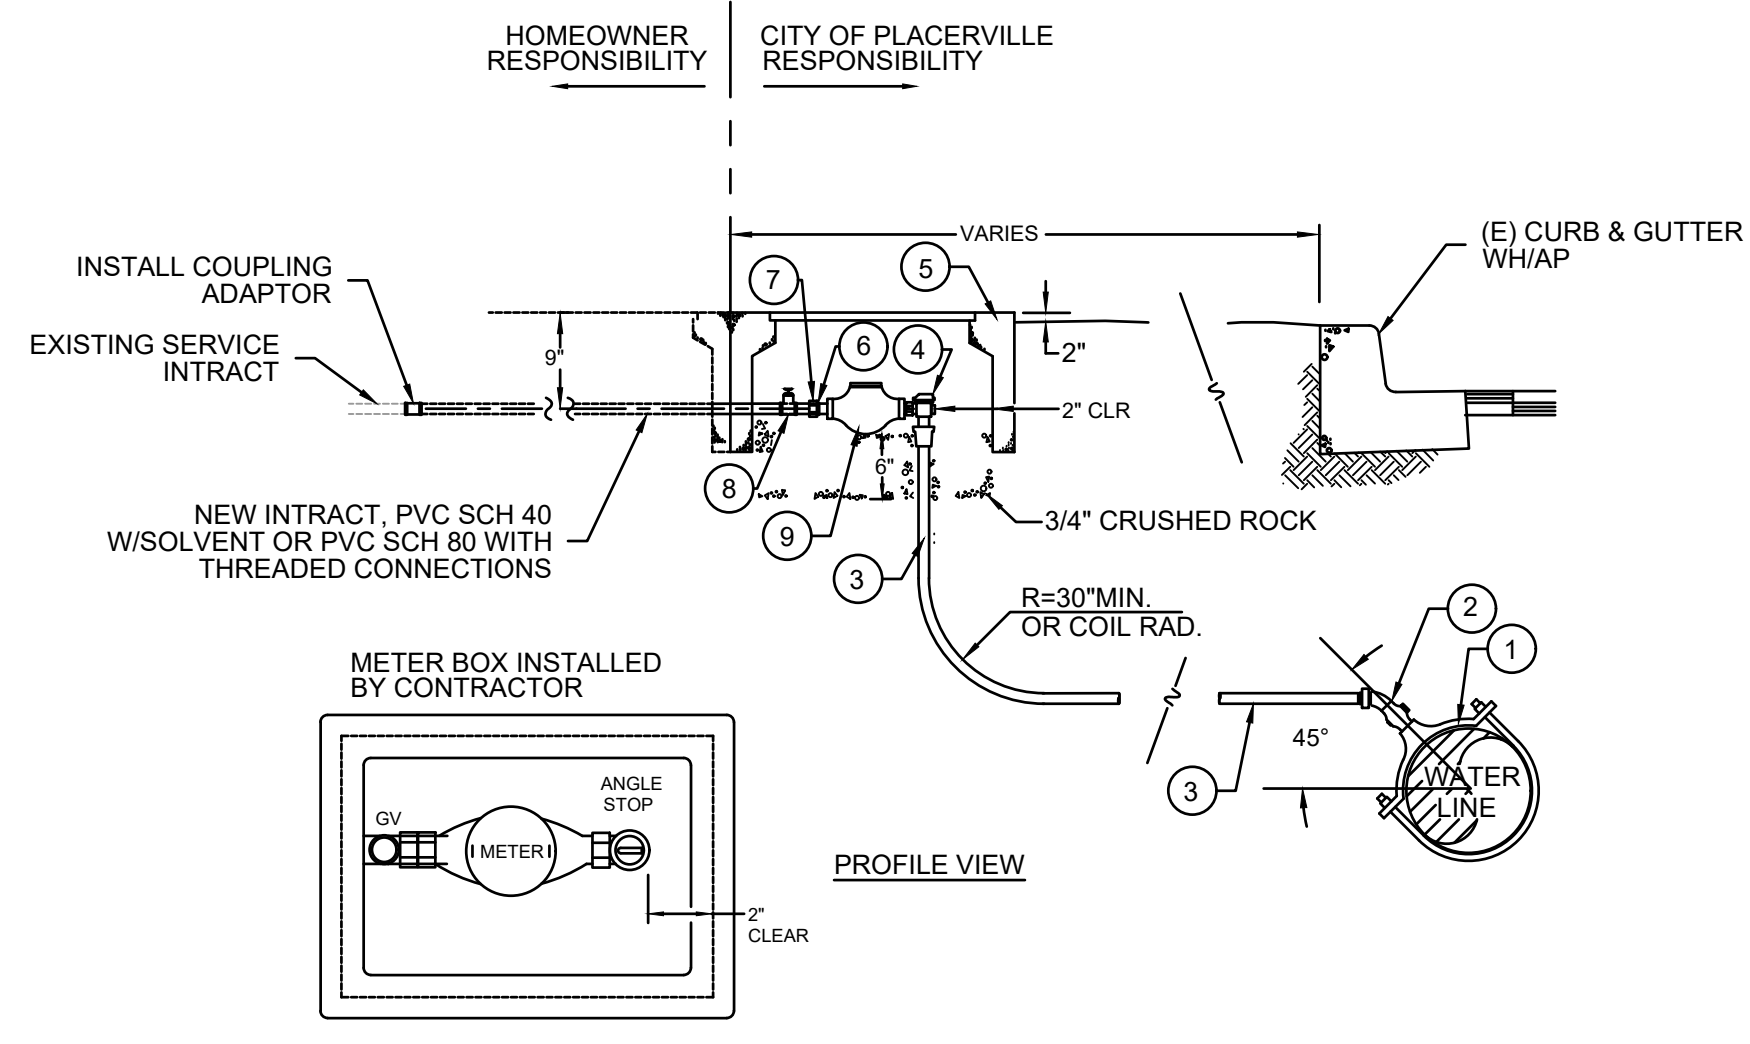 HOMEOWNER
RESPONSIBILITY
CITY OF PLACERVILLE
RESPONSIBILITY
VARIES
(E) CURB & GUTTER
WH/AP
INSTALL COUPLING
ADAPTOR
EXISTING SERVICE
INTRACT
9"
7
5
6
4
2"
2" CLR
8
6"
9
3
NEW INTRACT, PVC SCH 40
W/SOLVENT OR PVC SCH 80 WITH
THREADED CONNECTIONS
3/4" CRUSHED ROCK
R=30"MIN.
OR COIL RAD.
2
1
45°
3
WATER
LINE
METER BOX INSTALLED
BY CONTRACTOR
ANGLE
STOP
GV
METER
2"
CLEAR
PROFILE VIEW